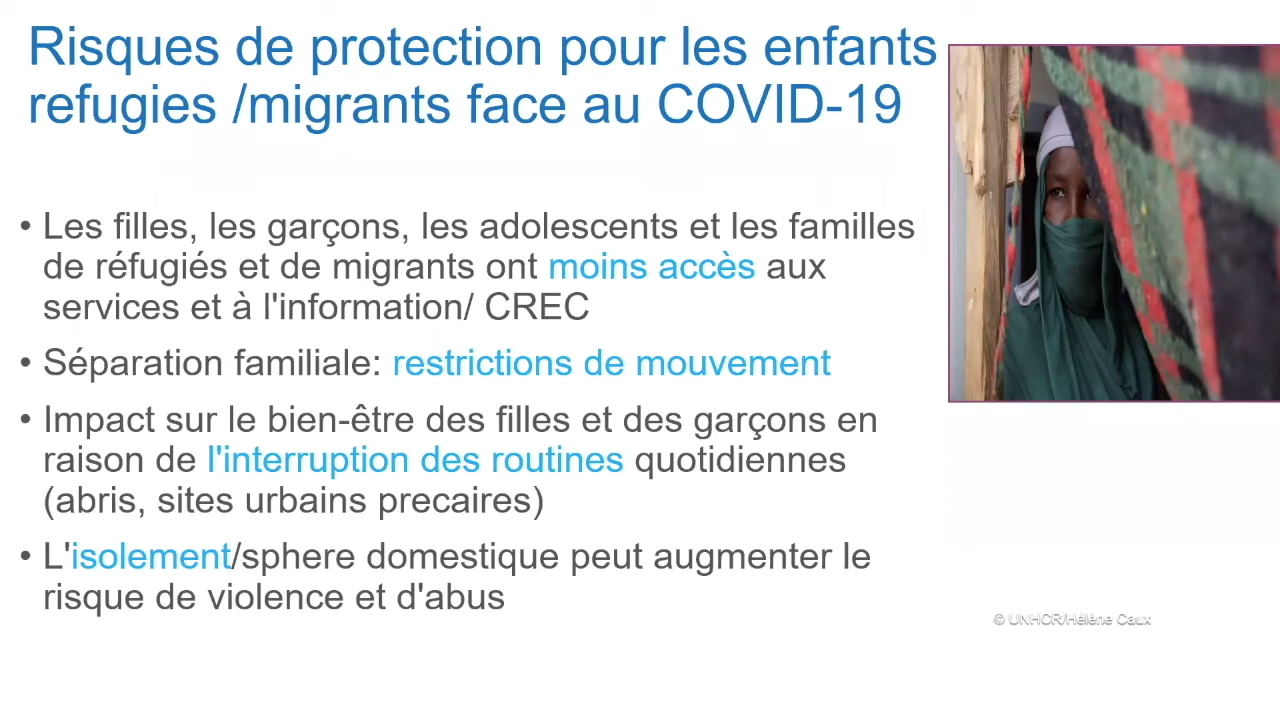 Risques de protection pour les enfants
refugies /migrants face au COVID-19
• Les filles, les garçons, les adolescents et les familles
de réfugiés et de migrants ont moins accès aux
services et à l'information/ CREC
• Séparation familiale: restrictions de mouvement
• Impact sur le bien-être des filles et des garçons en
raison de l'interruption des routines quotidiennes
(abris, sites urbains precaires)
• L'isolement/sphere domestique peut augmenter le
risque de violence et d'abus
© UNHCR/Hélène Caux